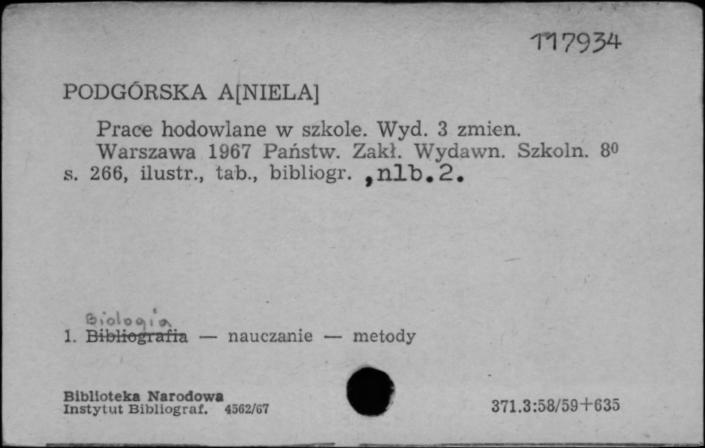 117934
PODGÓRSKA A[NIELA]
Prace hodowlane w szkole. Wyd. 3 zmien.
Warszawa 1967 Państw. Zakł. Wydawn. Szkoln. 8⁰
s. 266, ilustr., tab., bibliogr. ,nlb.2.
Biologia
1. Bibliografia — nauczanie — metody
Biblioteka Narodowa
Instytut Bibliograf. 4562/67
371.3:58/59+635